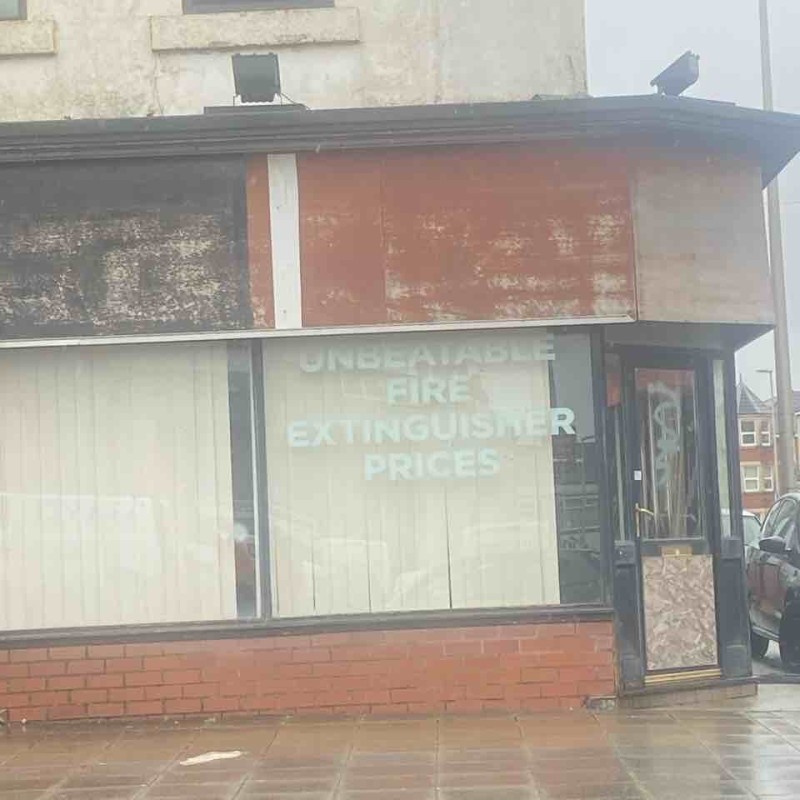 UNBEATABLE
FIRE
EXTINGUISHER
PRICES